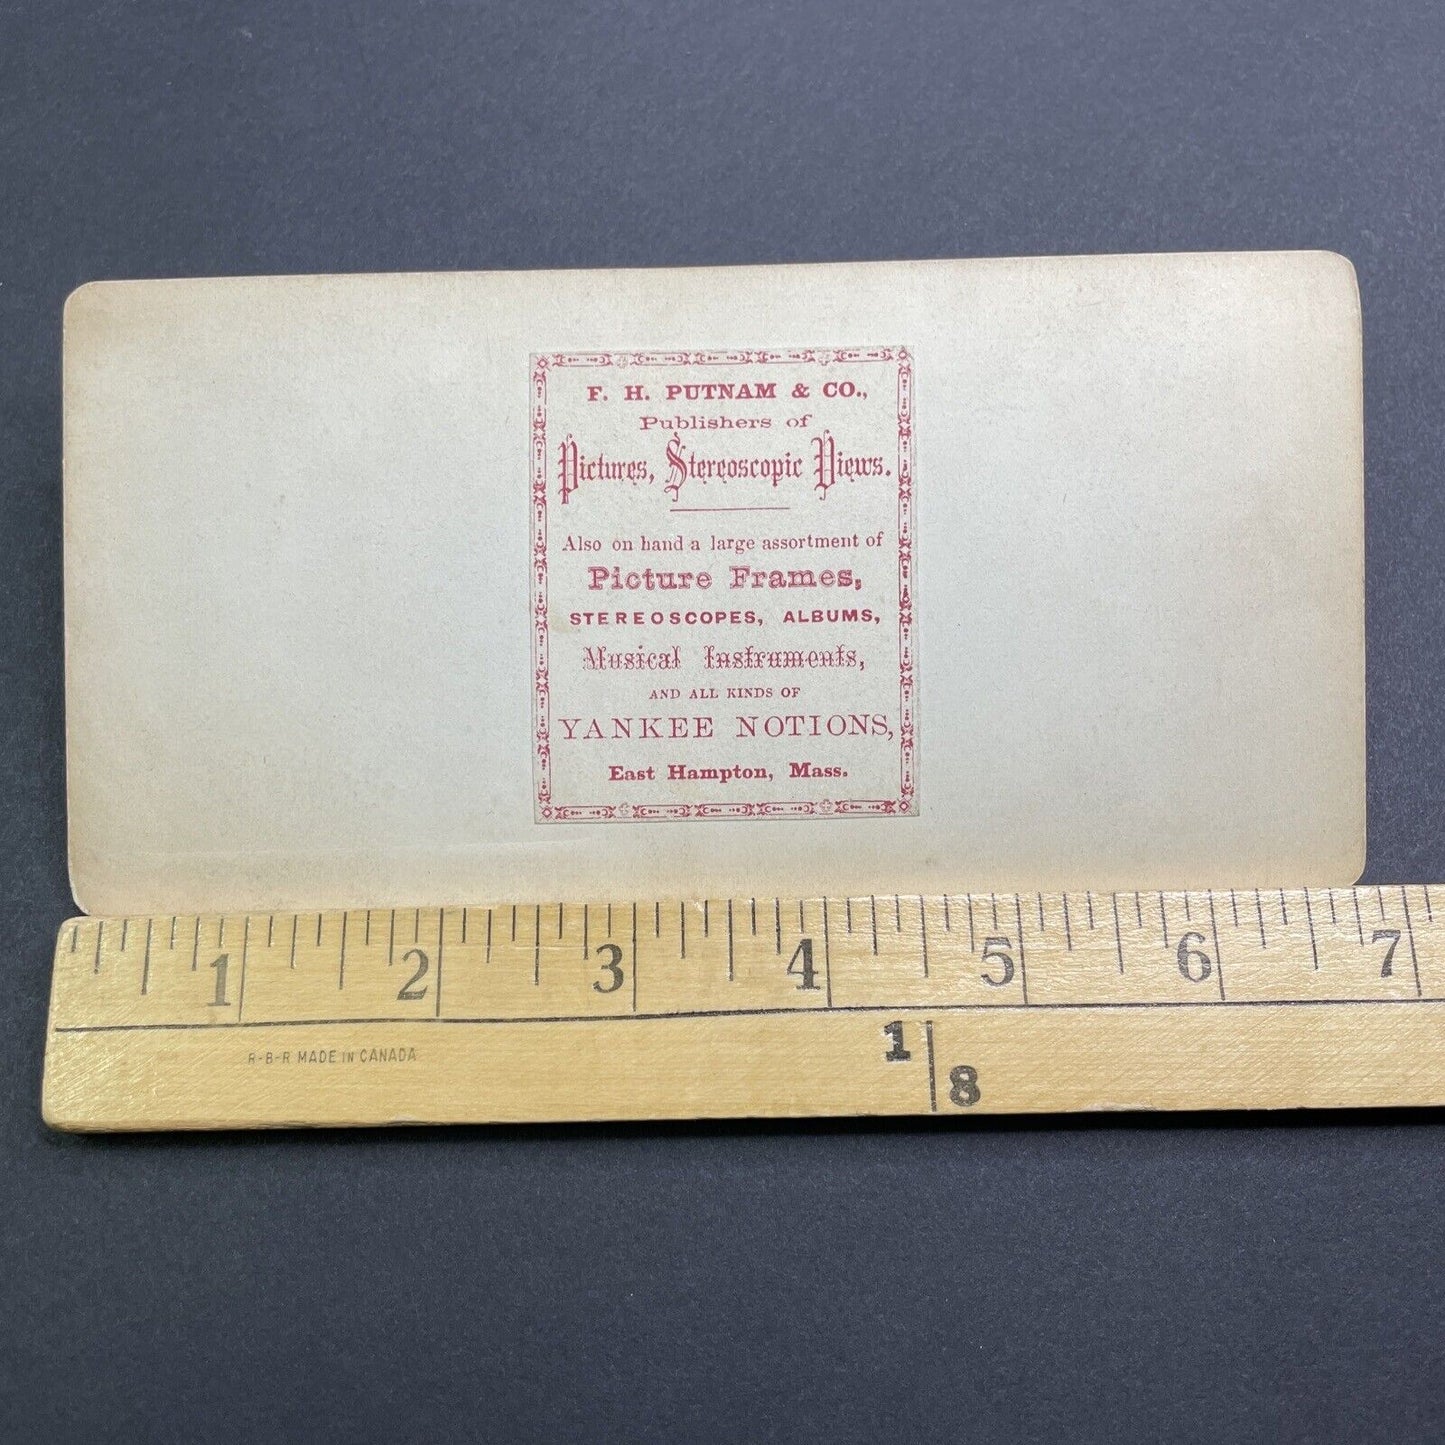 F. H. PUTNAM & CO.,
Publishers of
Pictures, Stereoscopic Views.
Also on hand a large assortment of
Picture Frames,
STEREOSCOPES, ALBUMS,
Musical Instruments,
AND ALL KINDS OF
YANKEE NOTIONS,
East Hampton, Mass.
1 2 3 4 5 6 7
R-B-R MADE IN CANADA
1
8